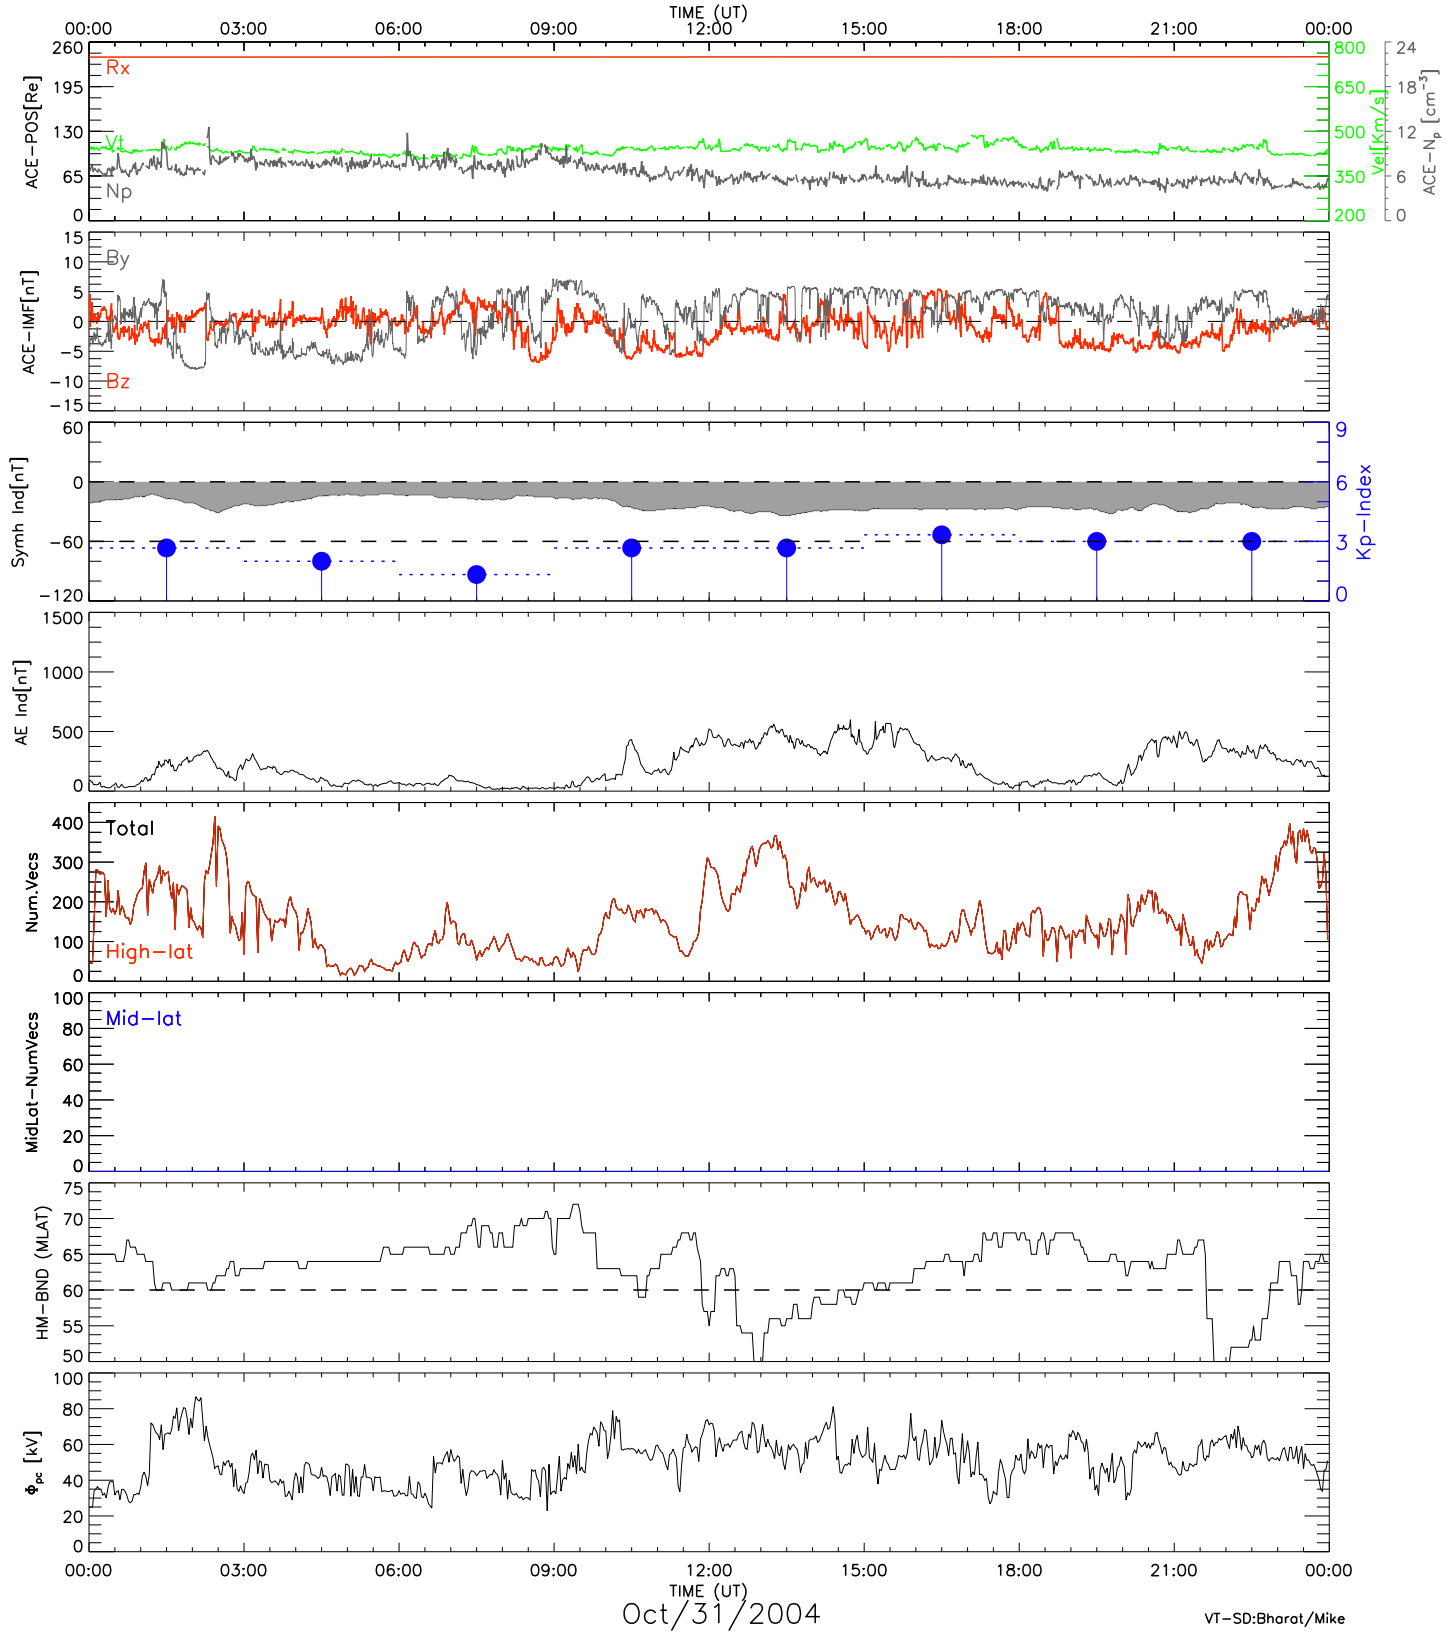 TIME (UT)
00:00 03:00 06:00 09:00 12:00 15:00 18:00 21:00 00:00
260 195 130 65 0
ACE-POS[Re]
Rx
Vt
Np
800 650 500 350 200
Vel[Km/s]
24 18 12 6 0
ACE-Np [cm-3]
15 10 5 0 -5 -10 -15
ACE-IMF[nT]
By
Bz
60 0 -60 -120
Symh Ind[nT]
9 6 3 0
Kp-Index
1500 1000 500 0
AE Ind[nT]
400 300 200 100 0
Num.Vecs
Total
High-lat
100 80 60 40 20 0
MidLat-NumVecs
Mid-lat
75 70 65 60 55 50
HM-BND (MLAT)
100 80 60 40 20 0
Φpc [kV]
00:00 03:00 06:00 09:00 12:00 15:00 18:00 21:00 00:00
TIME (UT)
Oct/31/2004
VT-SD:Bharat/Mike